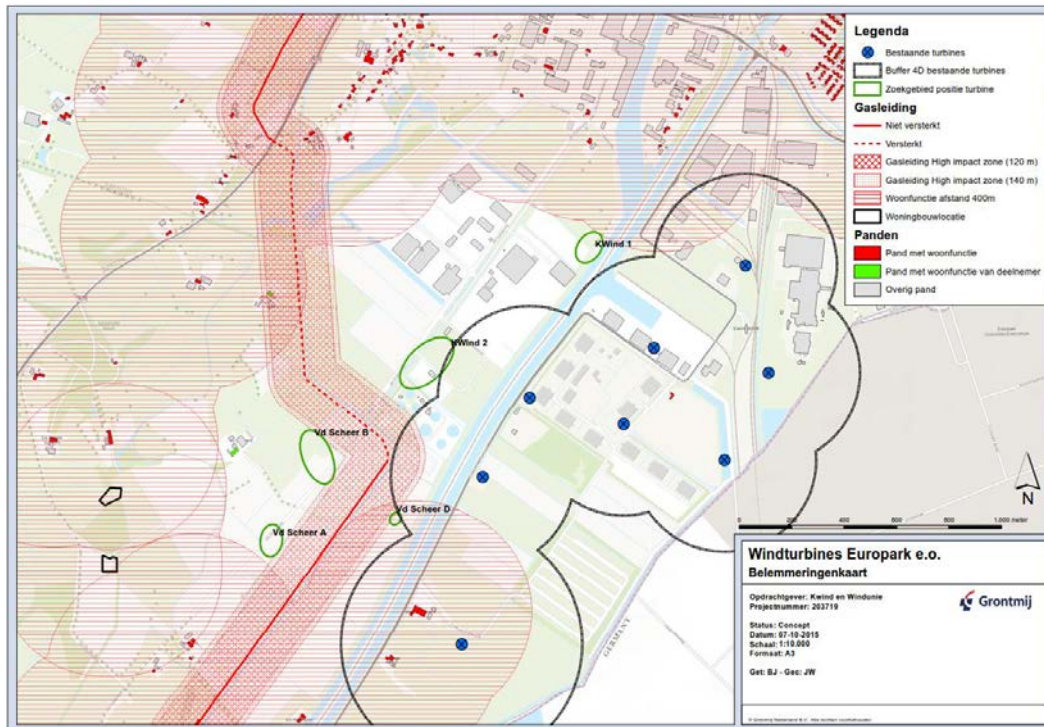 Legenda
Bestaande turbines
Buffer 4D bestaande turbines
Zoekgebied positie turbine
Gasleiding
Niet versterkt
Versterkt
Gasleiding High impact zone (120 m)
Gasleiding High impact zone (140 m)
Woonfunctie afstand 400m
Woningbouwlocatie
Panden
Pand met woonfunctie
Pand met woonfunctie van deelnemer
Overig pand
KWind 1
KWind 2
Vd Scheer B
Vd Scheer D
Vd Scheer A
GERMANY
N
0 200 400 600 800 1.000 meter
Windturbines Europark e.o.
Belemmeringenkaart
Opdrachtgever: Kwind en Windunie
Projectnummer: 203719
Grontmij
Status: Concept
Datum: 07-10-2015
Schaal: 1:10.000
Formaat: A3
Get: BJ - Gec: JW